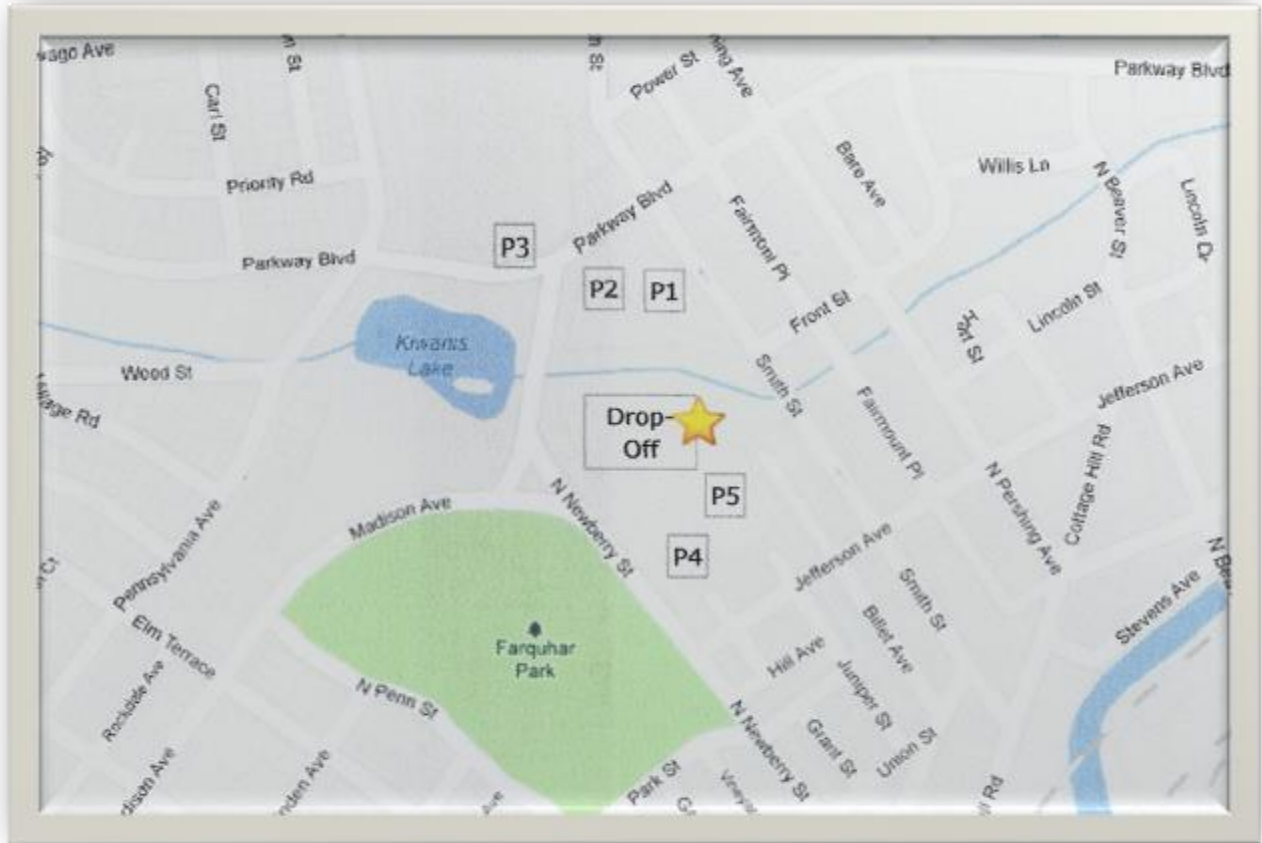 Parkway Blvd
Power St
Carl St
Bare Ave
Willis Ln
N Beaver St
Lincoln Dr
Priority Rd
Parkway Blvd
Fairmont Pl
P3
Parkway Blvd
P2
P1
Front St
Lincoln St
Kiwanis
Lake
Wood St
Smith St
Jefferson Ave
Drop-
Off
Fairmount Pl
Cottage Hill Rd
P5
N Pershing Ave
Madison Ave
N Newberry St
P4
Jefferson Ave
Pennsylvania Ave
Smith St
Stevens Ave
Elm Terrace
Farquhar
Park
Billet Ave
Hill Ave
Juniper St
Rockdale Ave
N Penn St
N Newberry St
Grant St
Union St
Park St